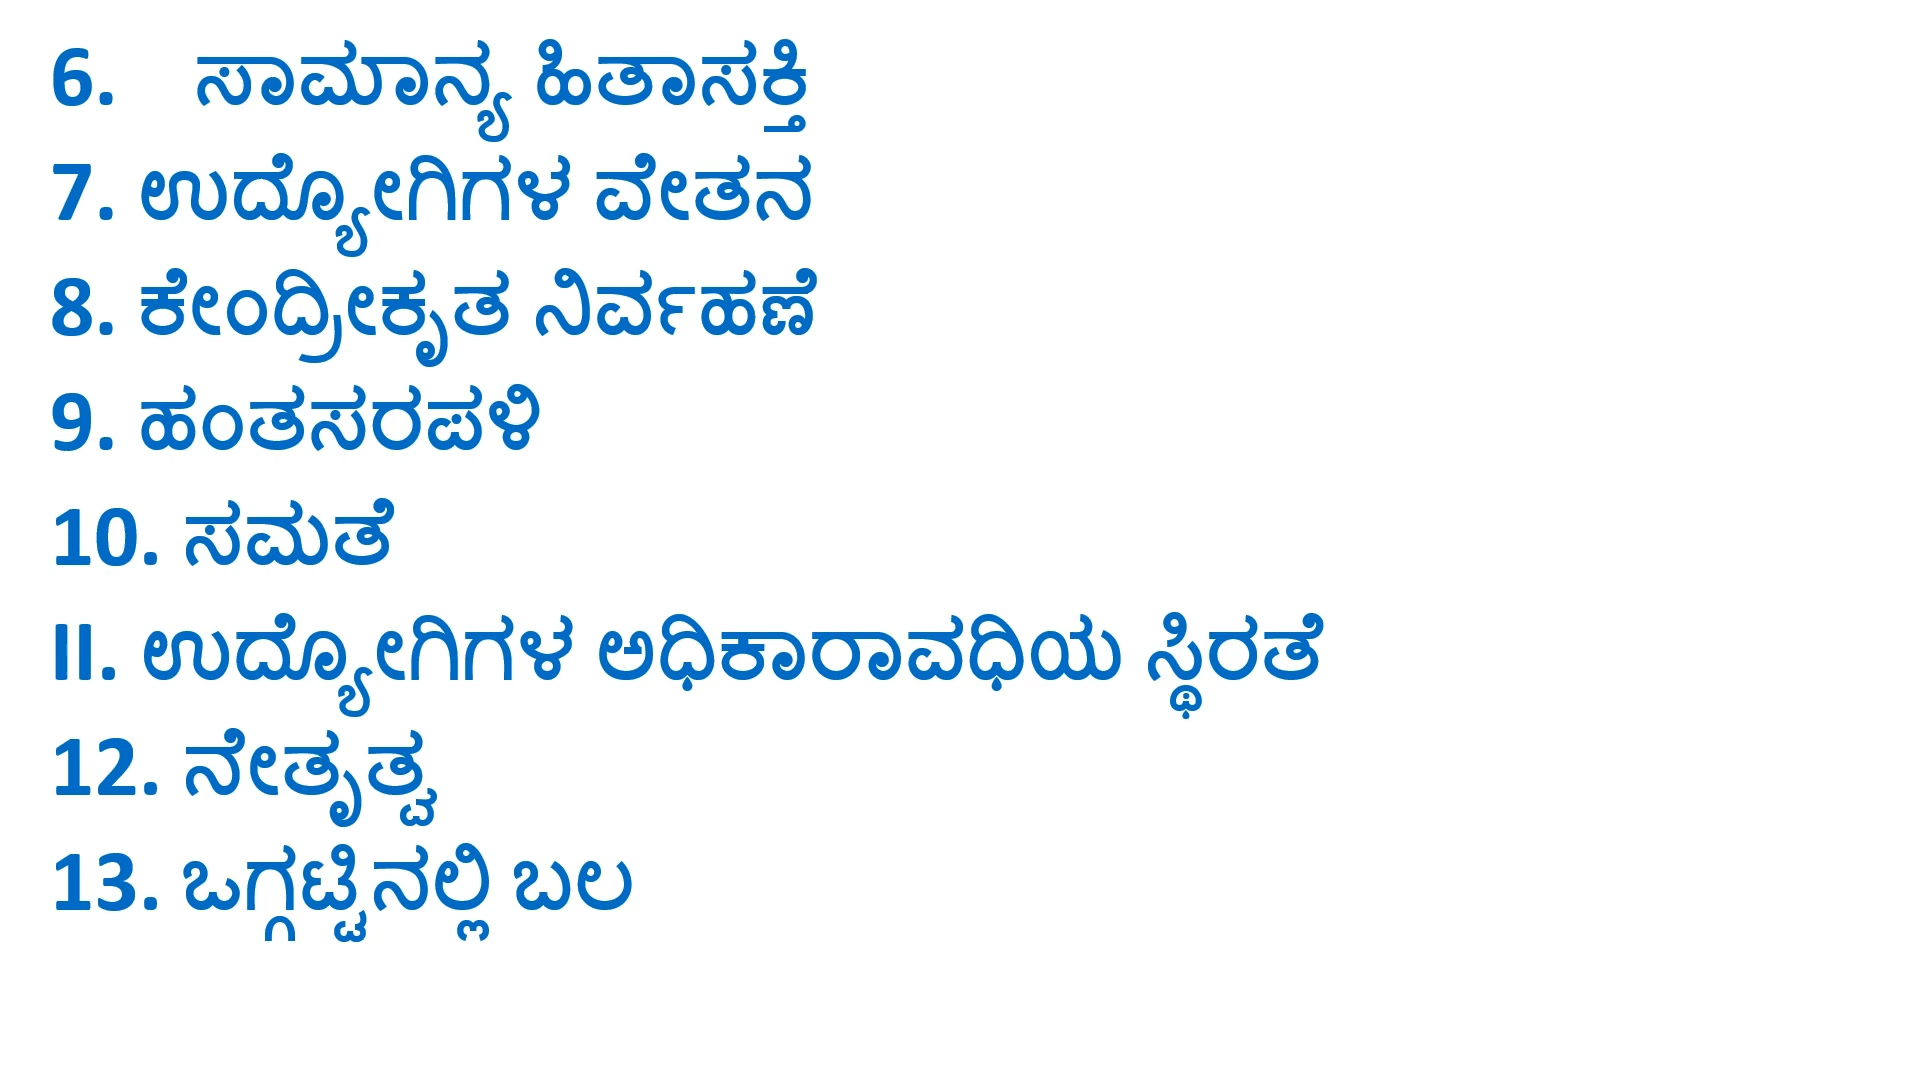 6. ಸಾಮಾನ್ಯ ಹಿತಾಸಕ್ತಿ
7. ಉದ್ಯೋಗಿಗಳ ವೇತನ
8. ಕೇಂದ್ರೀಕೃತ ನಿರ್ವಹಣೆ
9. ಹಂತಸರಪಳಿ
10. ಸಮತೆ
II. ಉದ್ಯೋಗಿಗಳ ಅಧಿಕಾರಾವಧಿಯ ಸ್ಥಿರತೆ
12. ನೇತೃತ್ವ
13. ಒಗ್ಗಟ್ಟಿನಲ್ಲಿ ಬಲ